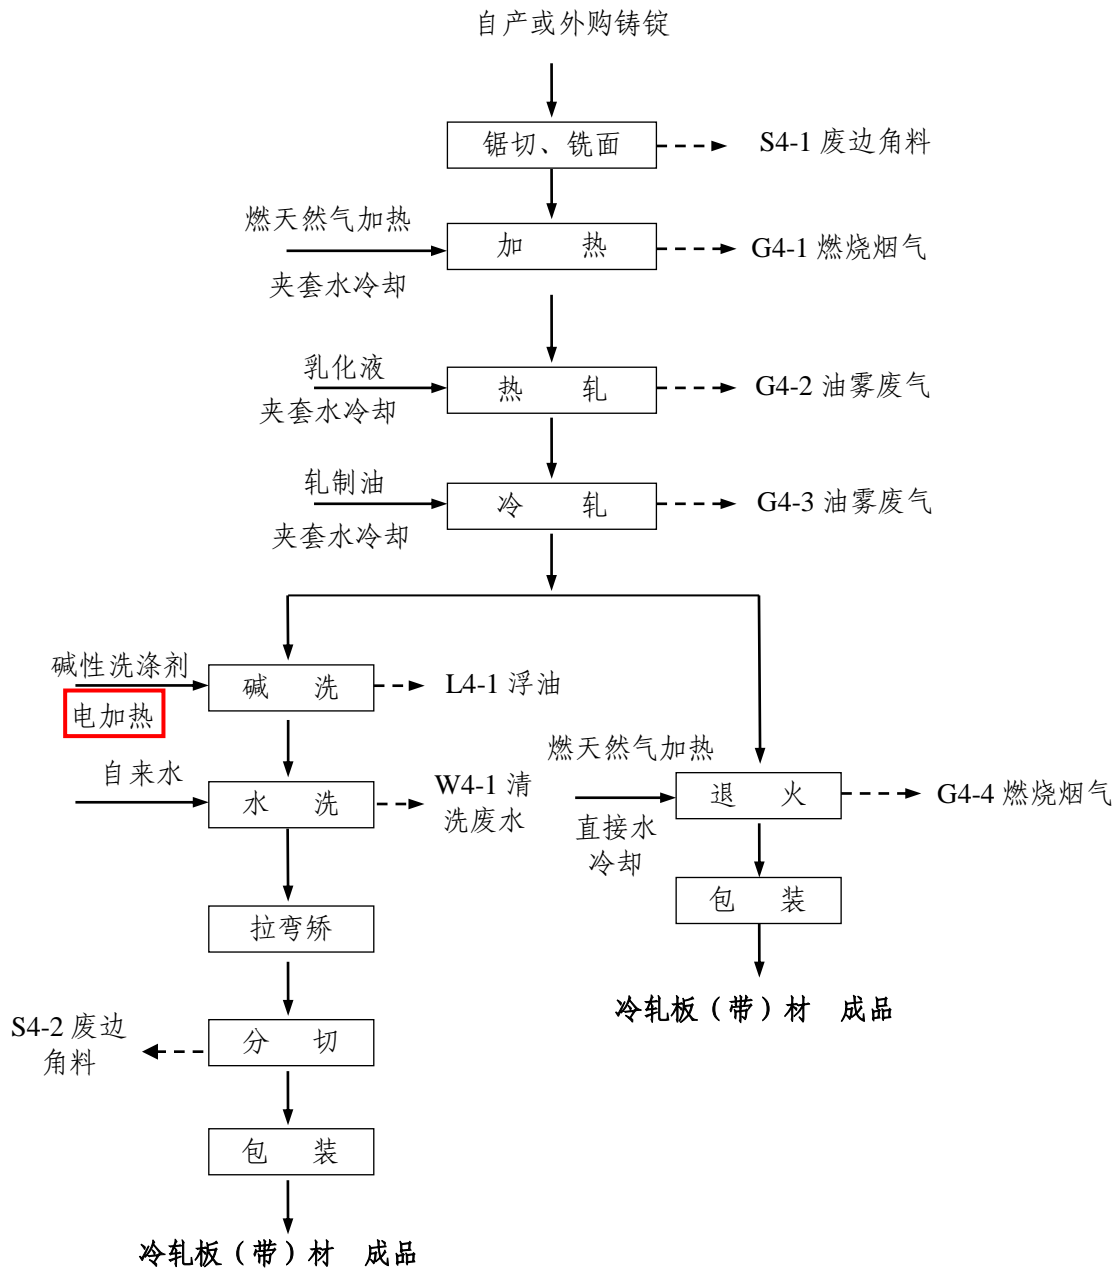 自产或外购铸锭
锯切、铣面
S4-1 废边角料
燃天然气加热
夹套水冷却
加 热
G4-1 燃烧烟气
乳化液
夹套水冷却
热 轧
G4-2 油雾废气
轧制油
夹套水冷却
冷 轧
G4-3 油雾废气
碱性洗涤剂
电加热
碱 洗
L4-1 浮油
自来水
水 洗
W4-1 清
洗废水
燃天然气加热
直接水
冷却
退 火
G4-4 燃烧烟气
包 装
冷轧板（带）材 成品
拉弯矫
S4-2 废边
角料
分 切
包 装
冷轧板（带）材 成品